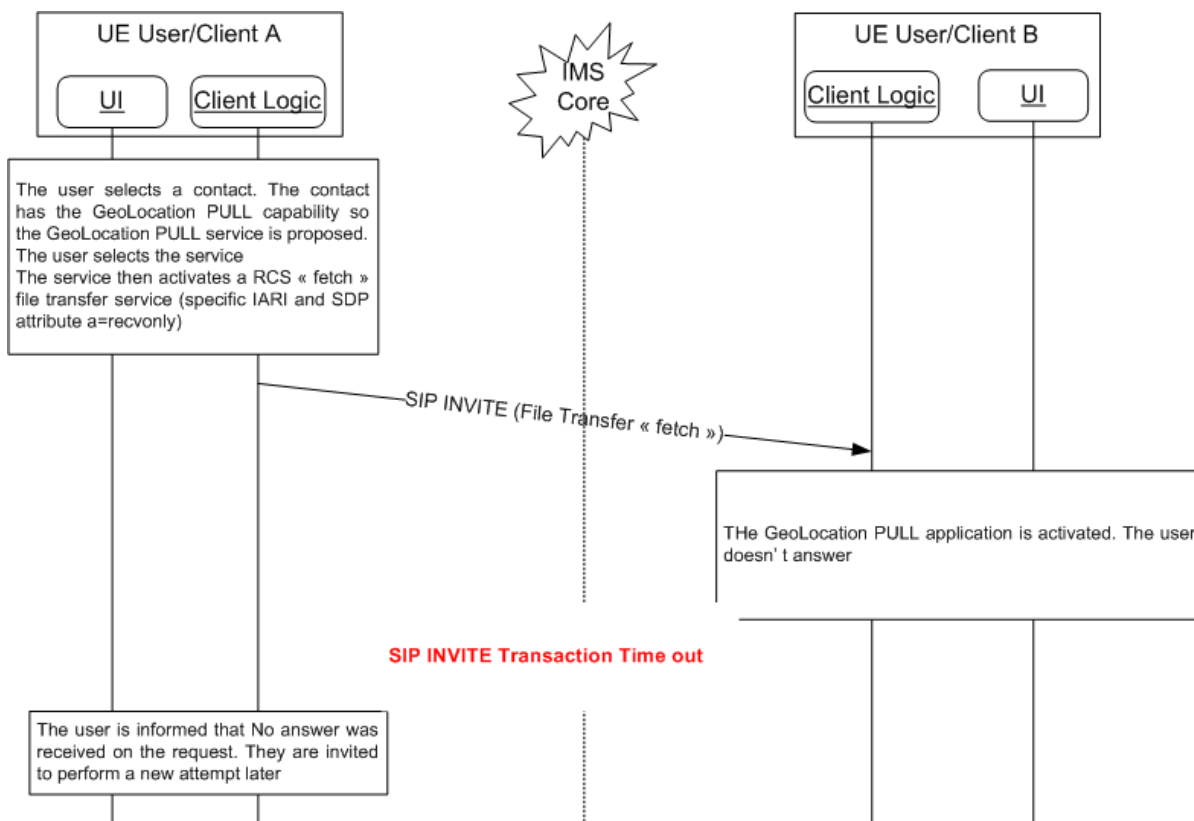 UE User/Client A
UI
Client Logic
IMS
Core
UE User/Client B
Client Logic
UI
The user selects a contact. The contact
has the GeoLocation PULL capability so
the GeoLocation PULL service is proposed.
The user selects the service
The service then activates a RCS « fetch »
file transfer service (specific IARI and SDP
attribute a=recvonly)
SIP INVITE (File Transfer « fetch »)
THe GeoLocation PULL application is activated. The user
doesn' t answer
SIP INVITE Transaction Time out
The user is informed that No answer was
received on the request. They are invited
to perform a new attempt later